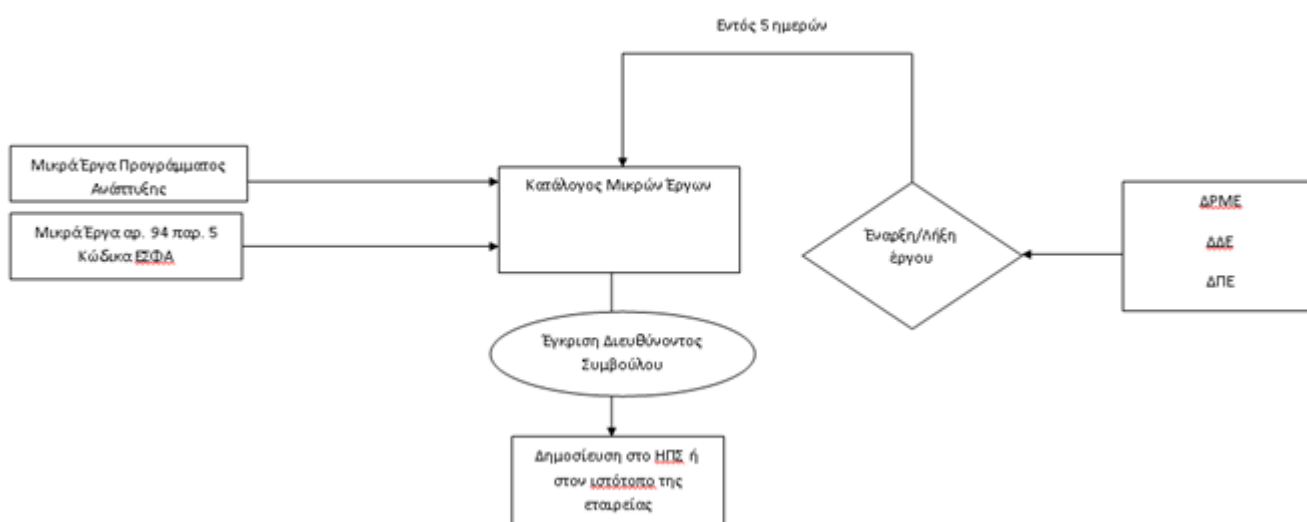 Εντός 5 ημερών
Μικρά Έργα Προγράμματος
Ανάπτυξης
Μικρά Έργα αρ. 94 παρ. 5
Κώδικα ΕΣΦΑ
Κατάλογος Μικρών Έργων
Έναρξη/Λήξη
έργου
ΔΡΜΕ
ΔΔΕ
ΔΠΕ
Έγκριση Διευθύνοντος
Συμβούλου
Δημοσίευση στο ΗΠΣ ή
στον ιστότοπο της
εταιρείας